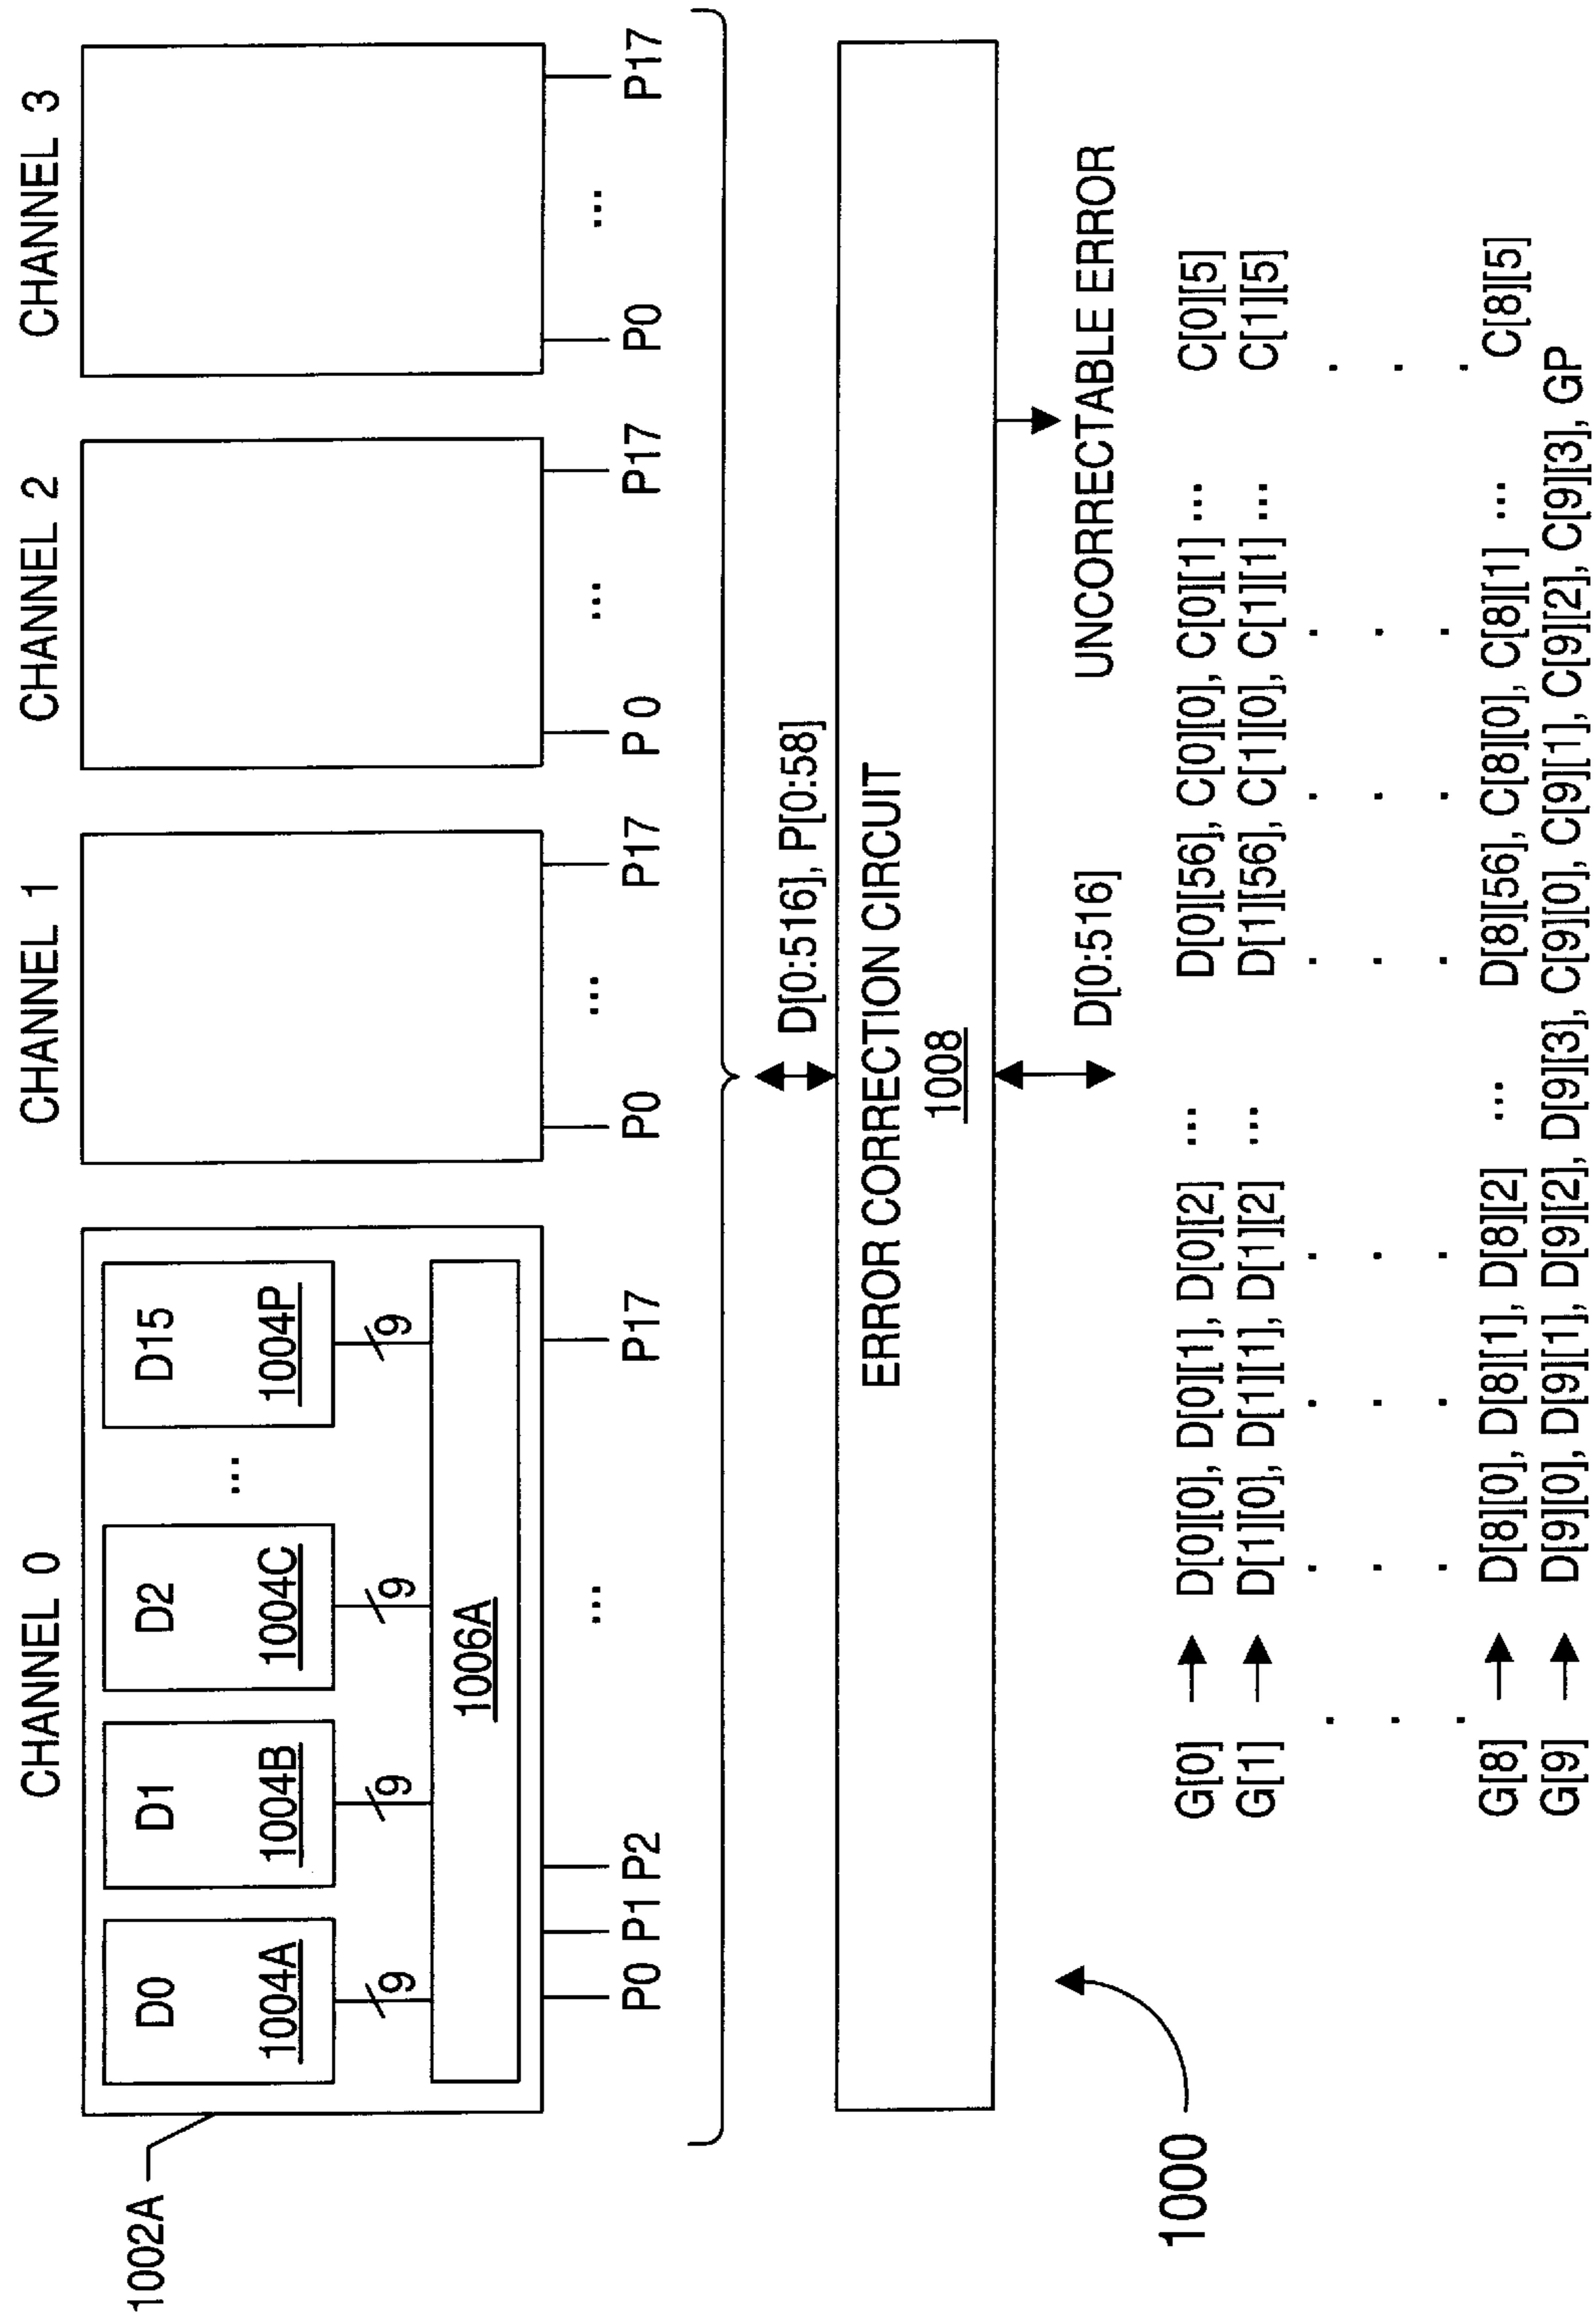 CHANNEL 0 CHANNEL 1 CHANNEL 2 CHANNEL 3
1002A
D0 D1 D2 ... D15
1004A 1004B 1004C 1004P
9 9 9 9
1006A
P0 P1 P2 ... P17 P0 ... P17 P 0 ... P17 P0 ... P17
D[0:516], P[0:58]
ERROR CORRECTION CIRCUIT
1008
D[0:516] UNCORRECTABLE ERROR
1000
G[0] → D[0][0], D[0][1], D[0][2] ... D[0][56], C[0][0], C[0][1] ... C[0][5]
G[1] → D[1][0], D[1][1], D[1][2] ... D[1][56], C[1][0], C[1][1] ... C[1][5]
. . . . . . .
. . . . . . .
. . . . . . .
G[8] → D[8][0], D[8][1], D[8][2] ... D[8][56], C[8][0], C[8][1] ... C[8][5]
G[9] → D[9][0], D[9][1], D[9][2], D[9][3], C[9][0], C[9][1], C[9][2], C[9][3], GP